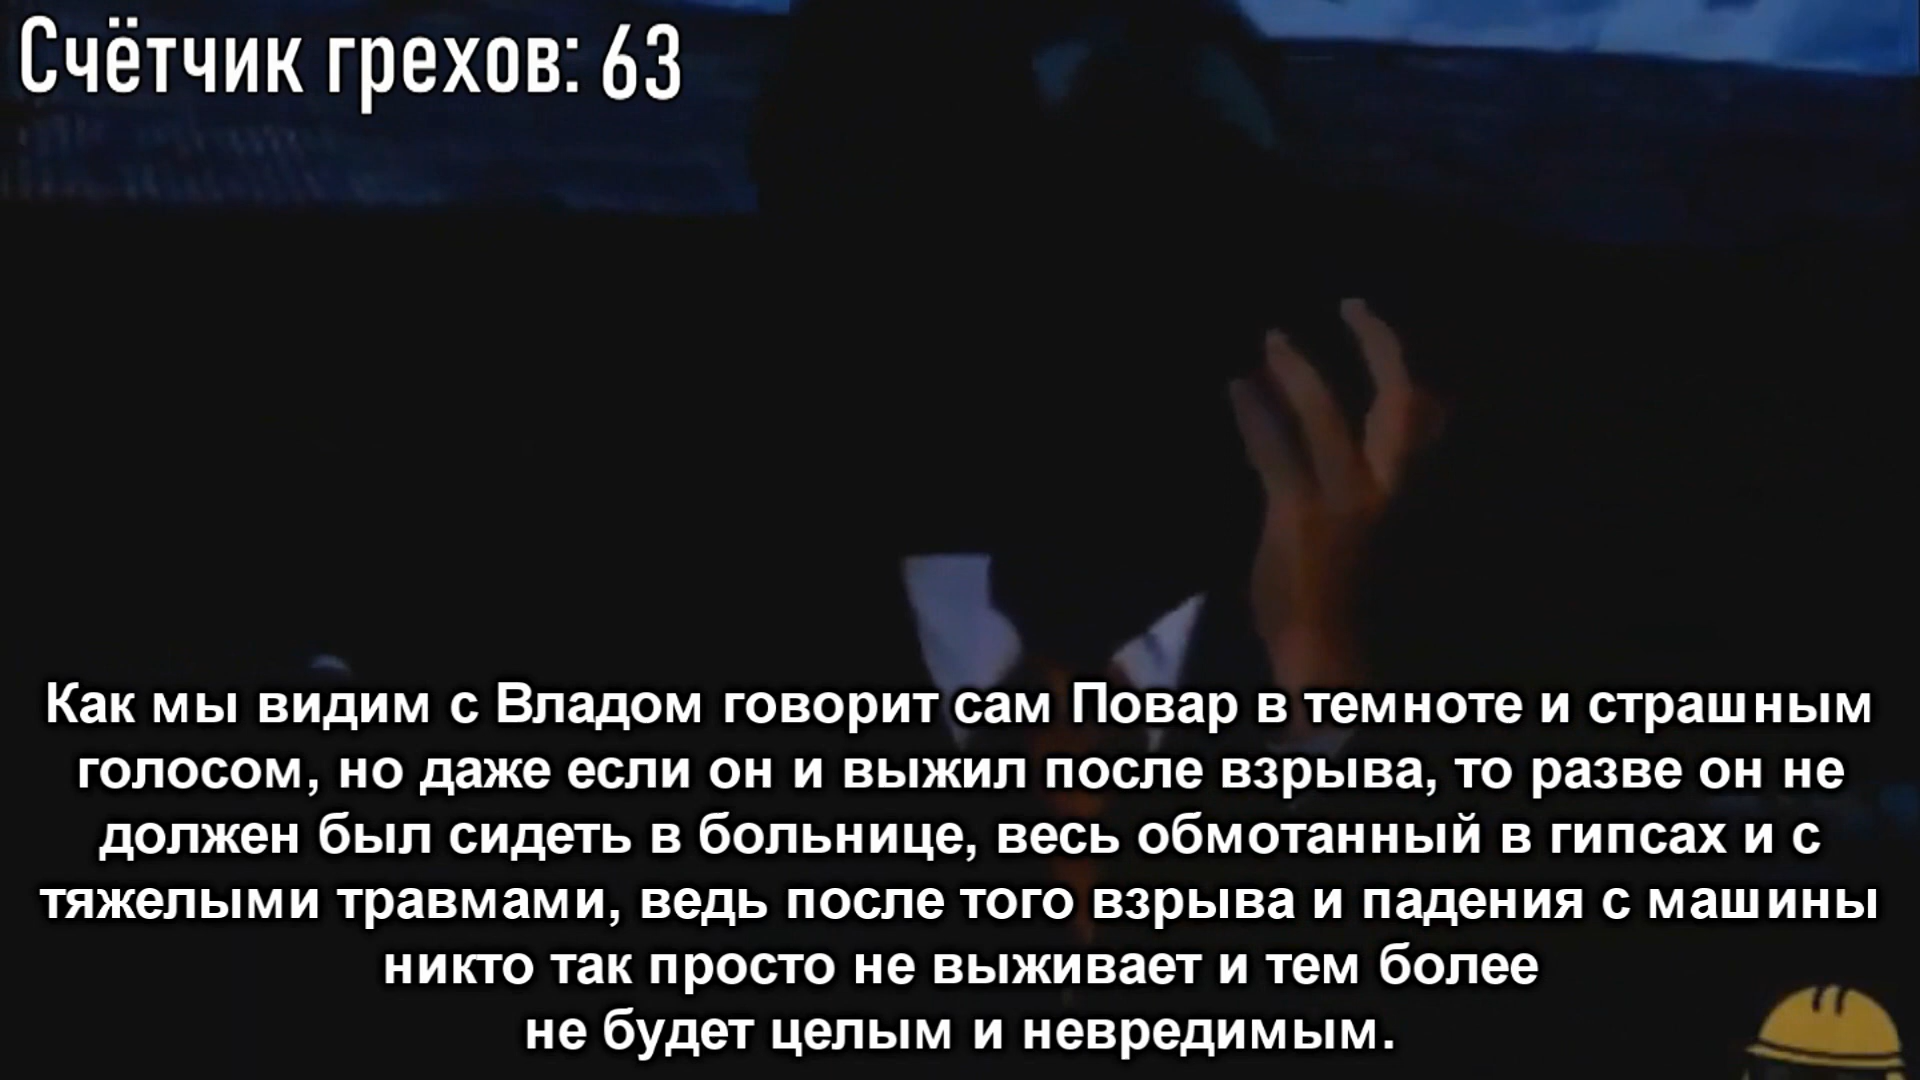 Счётчик грехов: 63
Как мы видим с Владом говорит сам Повар в темноте и страшным
голосом, но даже если он и выжил после взрыва, то разве он не
должен был сидеть в больнице, весь обмотанный в гипсах и с
тяжелыми травмами, ведь после того взрыва и падения с машины
никто так просто не выживает и тем более
не будет целым и невредимым.